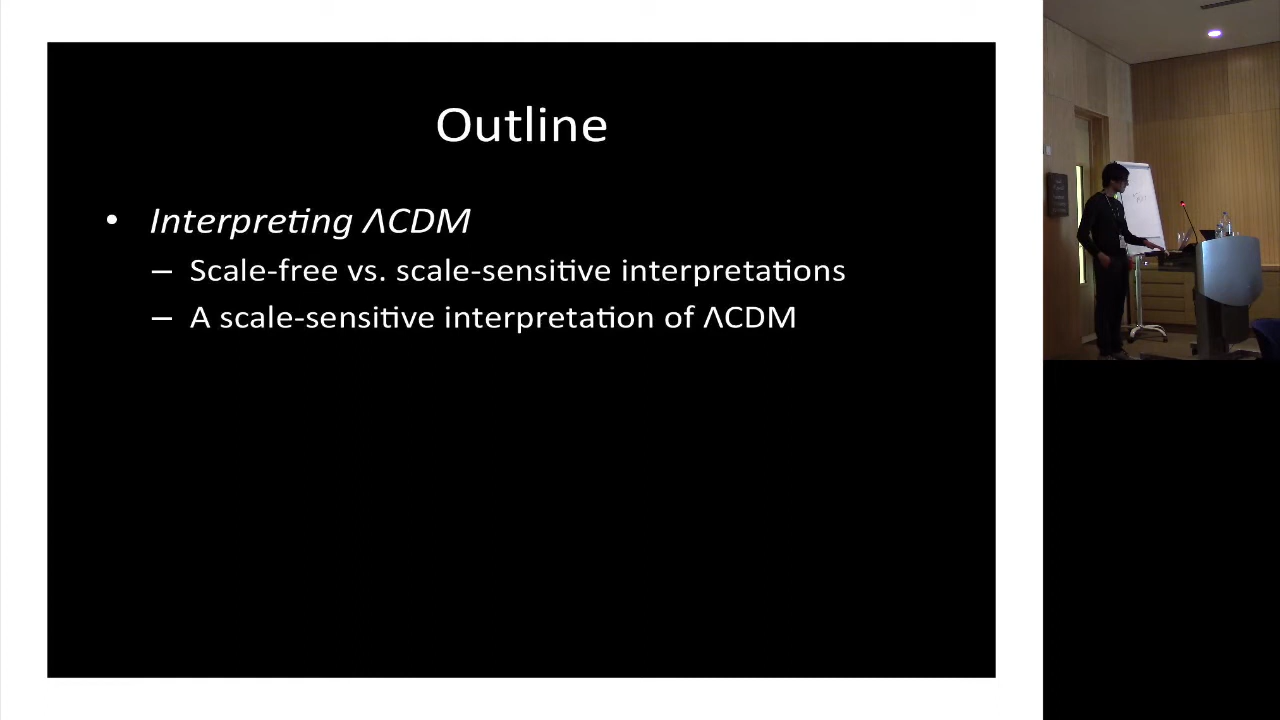 Outline
• Interpreting ΛCDM
– Scale-free vs. scale-sensitive interpretations
– A scale-sensitive interpretation of ΛCDM